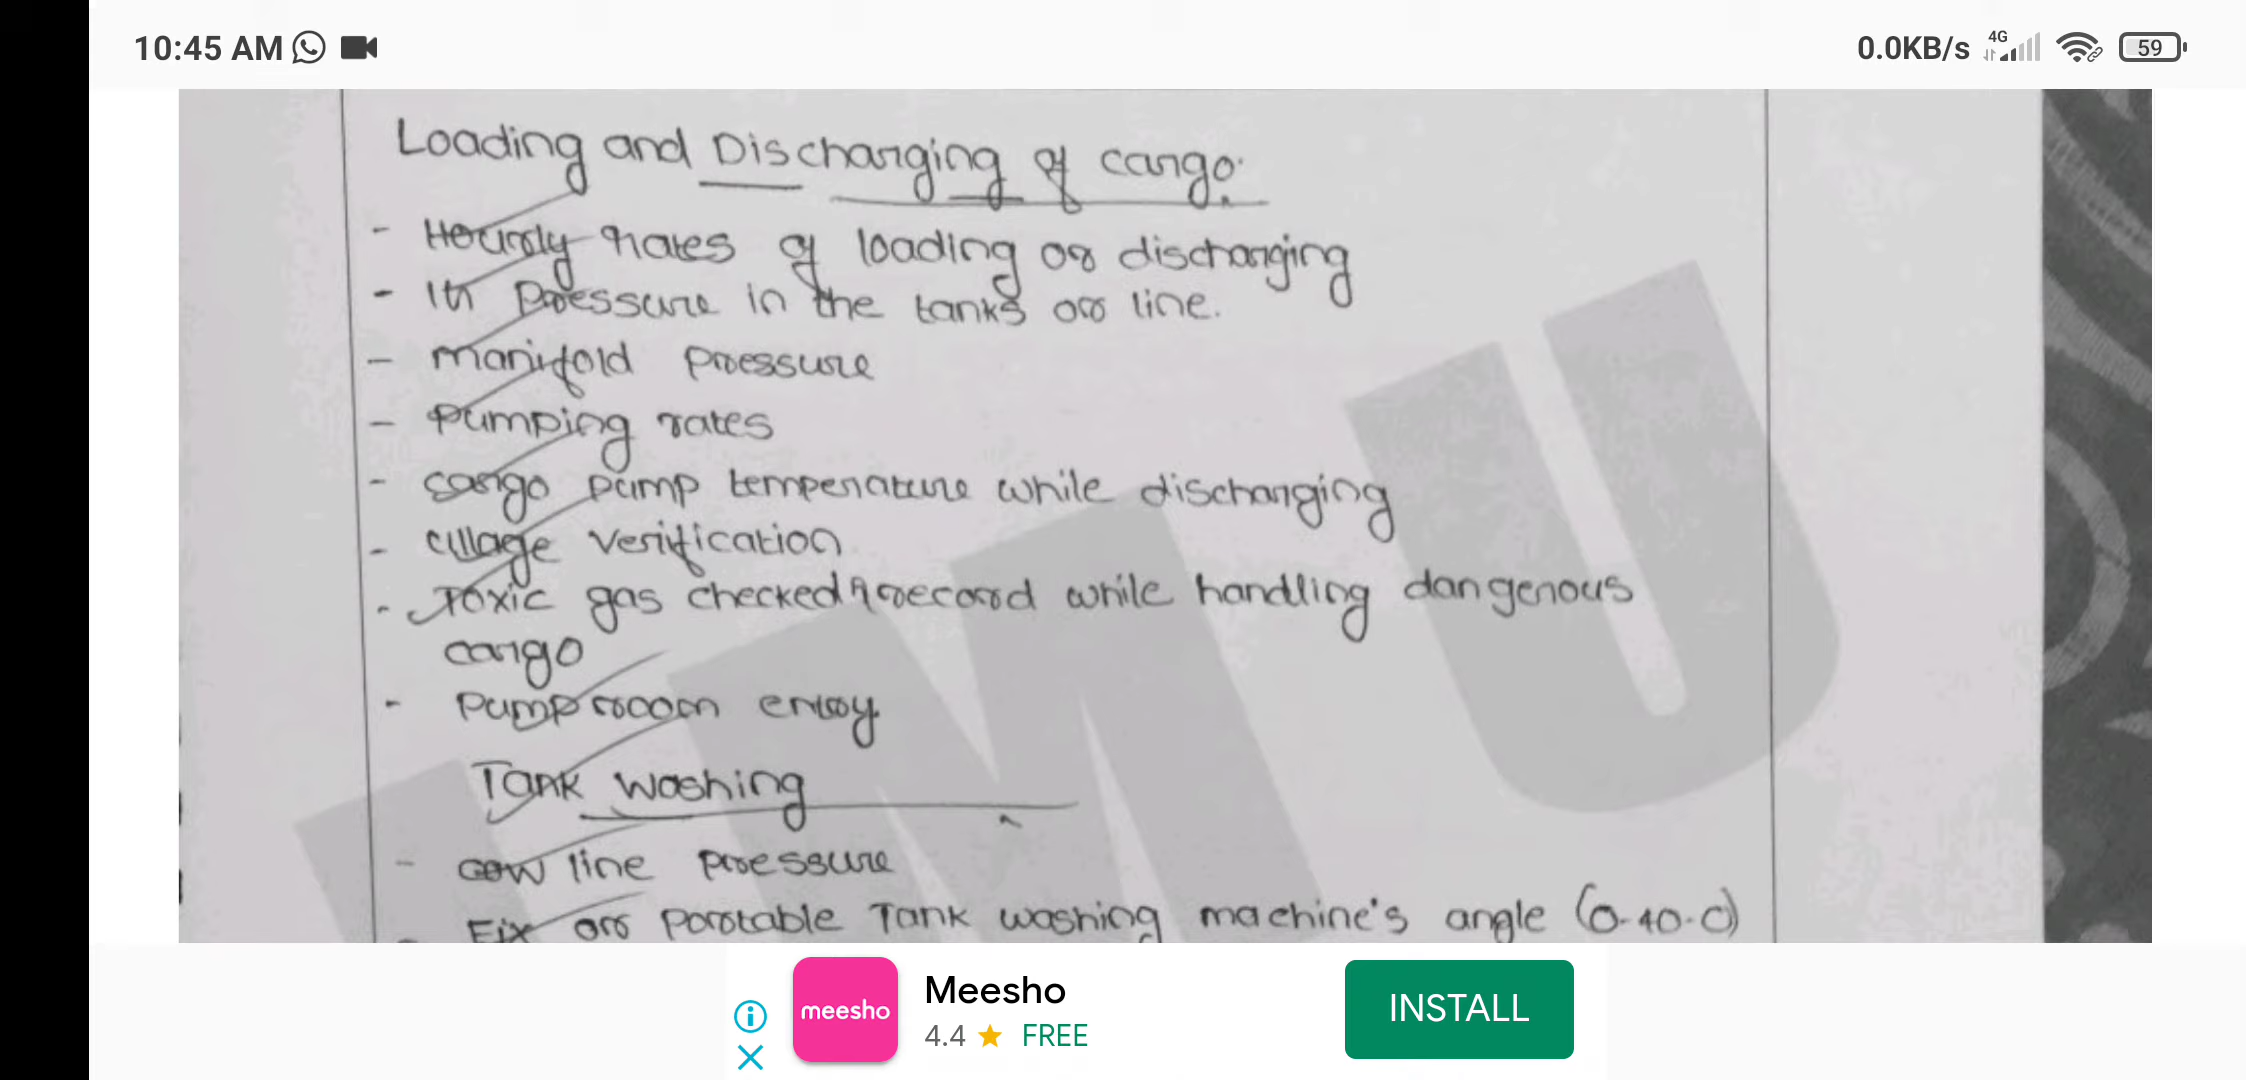 10:45 AM 0.0KB/s 4G 59
Loading and Discharging of cargo.
- Hourly rates of loading or discharging
- Pressure in the tanks or line.
- manifold pressure
- Pumping rates
- cargo pump temperature while discharging
- ullage verification
- Toxic gas checked & record while handling dangerous
cargo
- Pump room entry
Tank washing
- cow line pressure
- Fix or Portable Tank washing machine's angle (0-40-0)
IMU
meesho
Meesho
4.4 ★ FREE
INSTALL